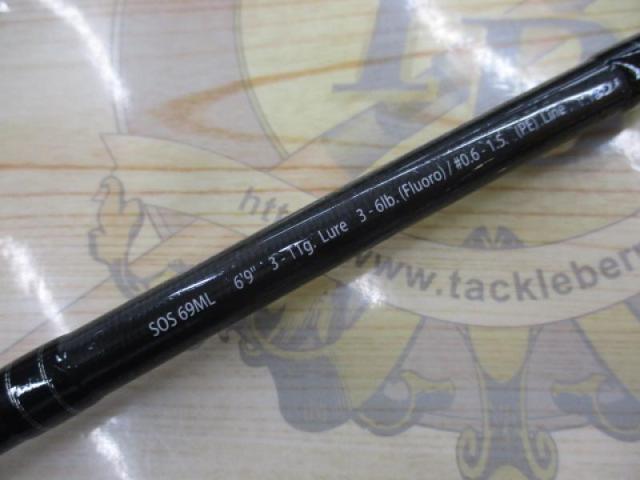 SOS 69ML 6'9" 3 - 11g. Lure 3 - 6lb. (Fluoro) / #0.6 - 1.5. (PE) Line
http
www.tackleber